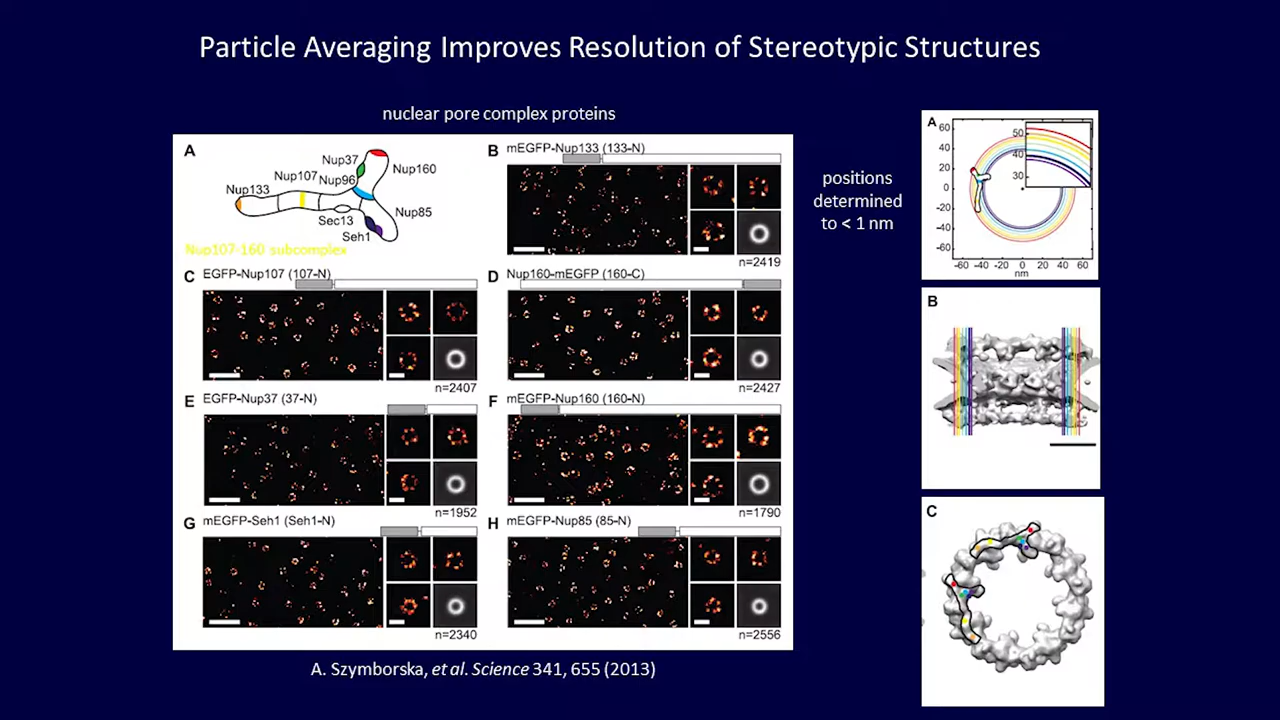 Particle Averaging Improves Resolution of Stereotypic Structures
nuclear pore complex proteins
A
Nup37
Nup160
Nup107
Nup96
Nup133
Sec13
Nup85
Seh1
Nup107-160 subcomplex
B
mEGFP-Nup133 (133-N)
n=2419
C
EGFP-Nup107 (107-N)
n=2407
D
Nup160-mEGFP (160-C)
n=2427
E
EGFP-Nup37 (37-N)
n=1952
F
mEGFP-Nup160 (160-N)
n=1790
G
mEGFP-Seh1 (Seh1-N)
n=2340
H
mEGFP-Nup85 (85-N)
n=2556
A. Szymborska, et al. Science 341, 655 (2013)
positions
determined
to < 1 nm
A
60
40
20
0
-20
-40
-60
50
40
30
-60 -40 -20 0 20 40 60
nm
B
C